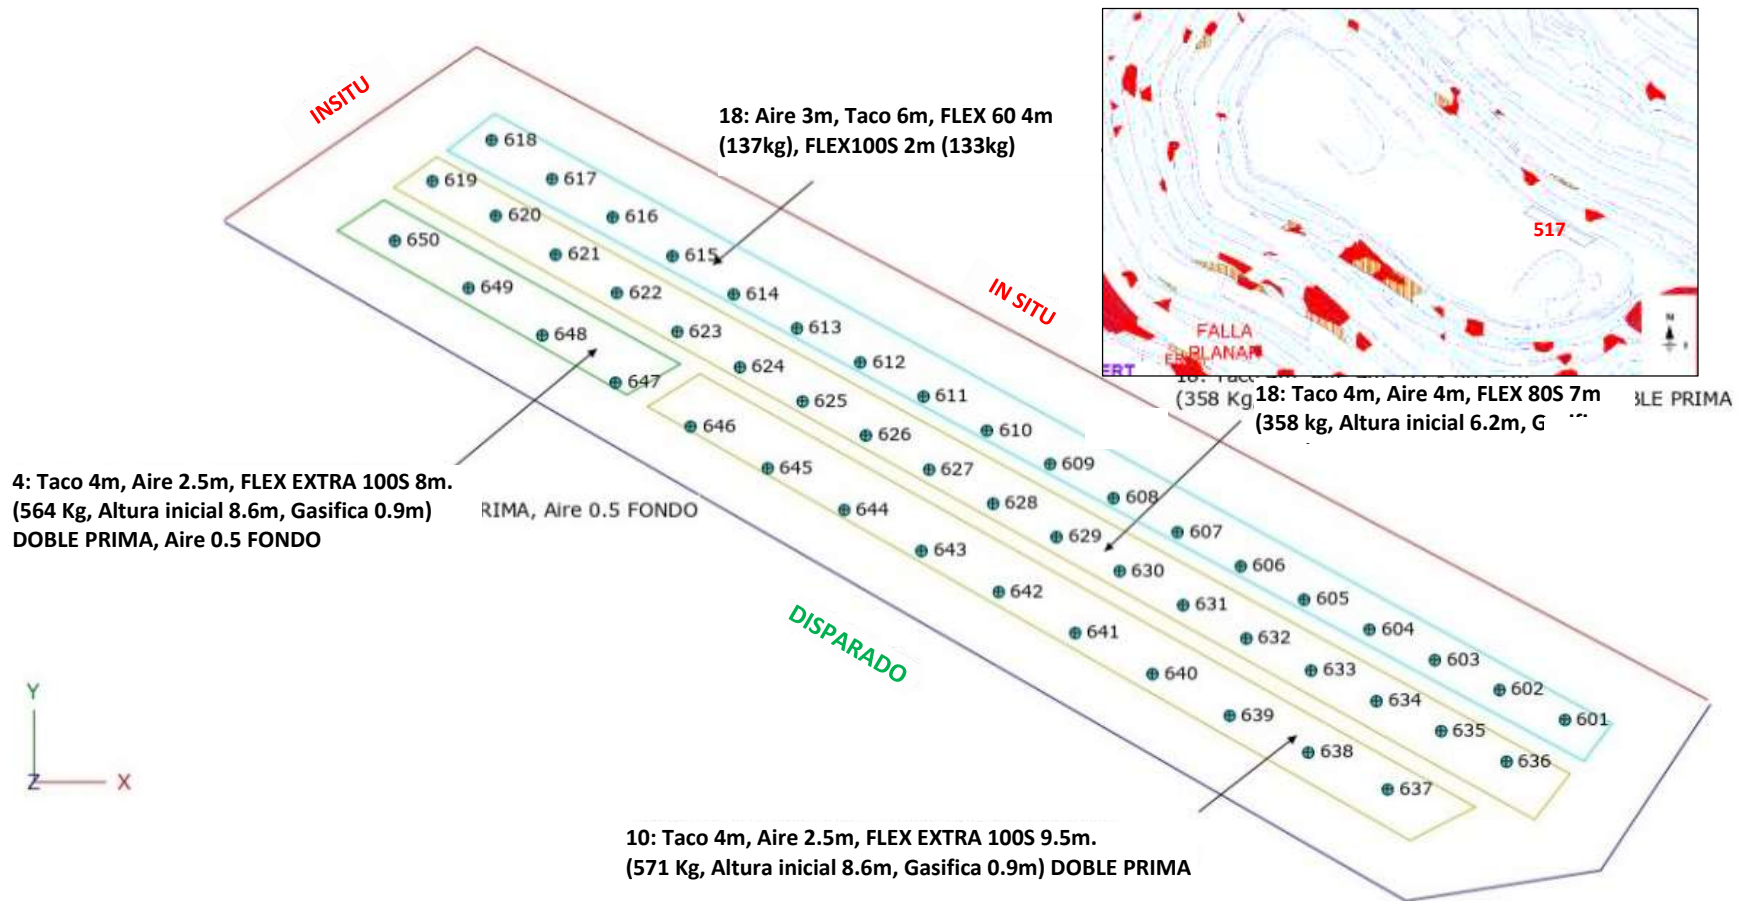 INSITU
18: Aire 3m, Taco 6m, FLEX 60 4m
(137kg), FLEX100S 2m (133kg)
IN SITU
517
FALLA
PLANAR
ERT
N
(358 Kg
BLE PRIMA
18: Taco 4m, Aire 4m, FLEX 80S 7m
(358 kg, Altura inicial 6.2m,
618
617
616
615
614
613
612
611
610
609
608
607
606
605
604
603
602
601
619
620
621
622
623
624
625
626
627
628
629
630
631
632
633
634
635
636
650
649
648
647
646
645
644
643
642
641
640
639
638
637
4: Taco 4m, Aire 2.5m, FLEX EXTRA 100S 8m.
(564 Kg, Altura inicial 8.6m, Gasifica 0.9m)
DOBLE PRIMA, Aire 0.5 FONDO
RIMA, Aire 0.5 FONDO
DISPARADO
Y
Z
X
10: Taco 4m, Aire 2.5m, FLEX EXTRA 100S 9.5m.
(571 Kg, Altura inicial 8.6m, Gasifica 0.9m) DOBLE PRIMA